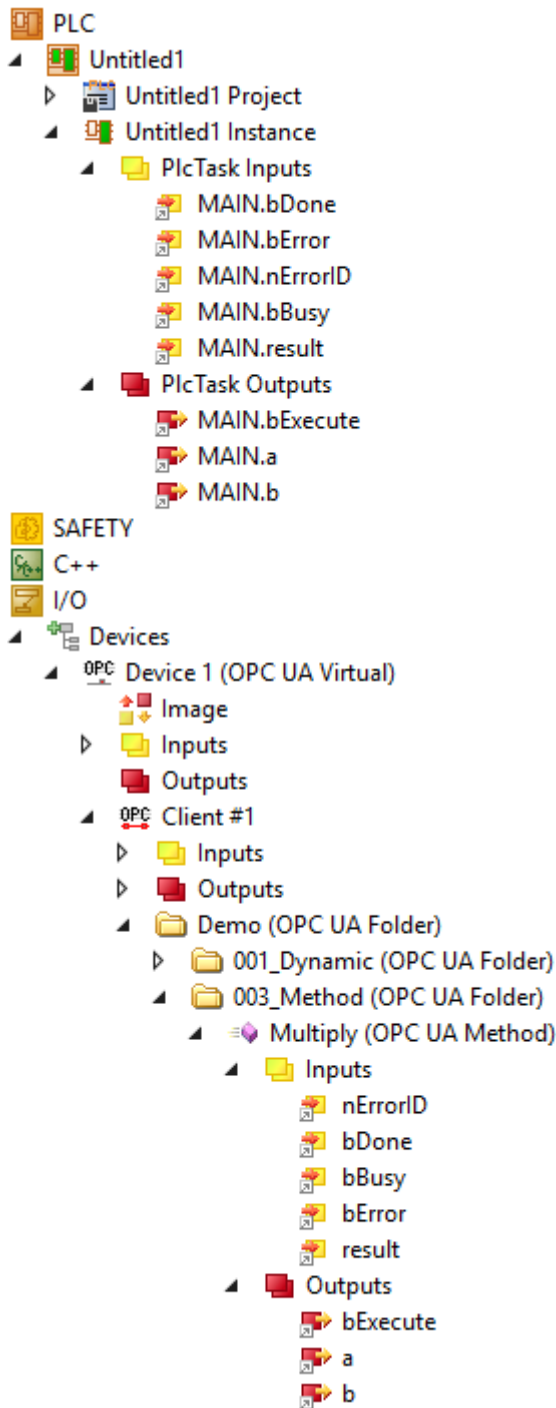 PLC
Untitled1
Untitled1 Project
Untitled1 Instance
PlcTask Inputs
MAIN.bDone
MAIN.bError
MAIN.nErrorID
MAIN.bBusy
MAIN.result
PlcTask Outputs
MAIN.bExecute
MAIN.a
MAIN.b
SAFETY
C++
I/O
Devices
OPC Device 1 (OPC UA Virtual)
Image
Inputs
Outputs
OPC Client #1
Inputs
Outputs
Demo (OPC UA Folder)
001_Dynamic (OPC UA Folder)
003_Method (OPC UA Folder)
Multiply (OPC UA Method)
Inputs
nErrorID
bDone
bBusy
bError
result
Outputs
bExecute
a
b